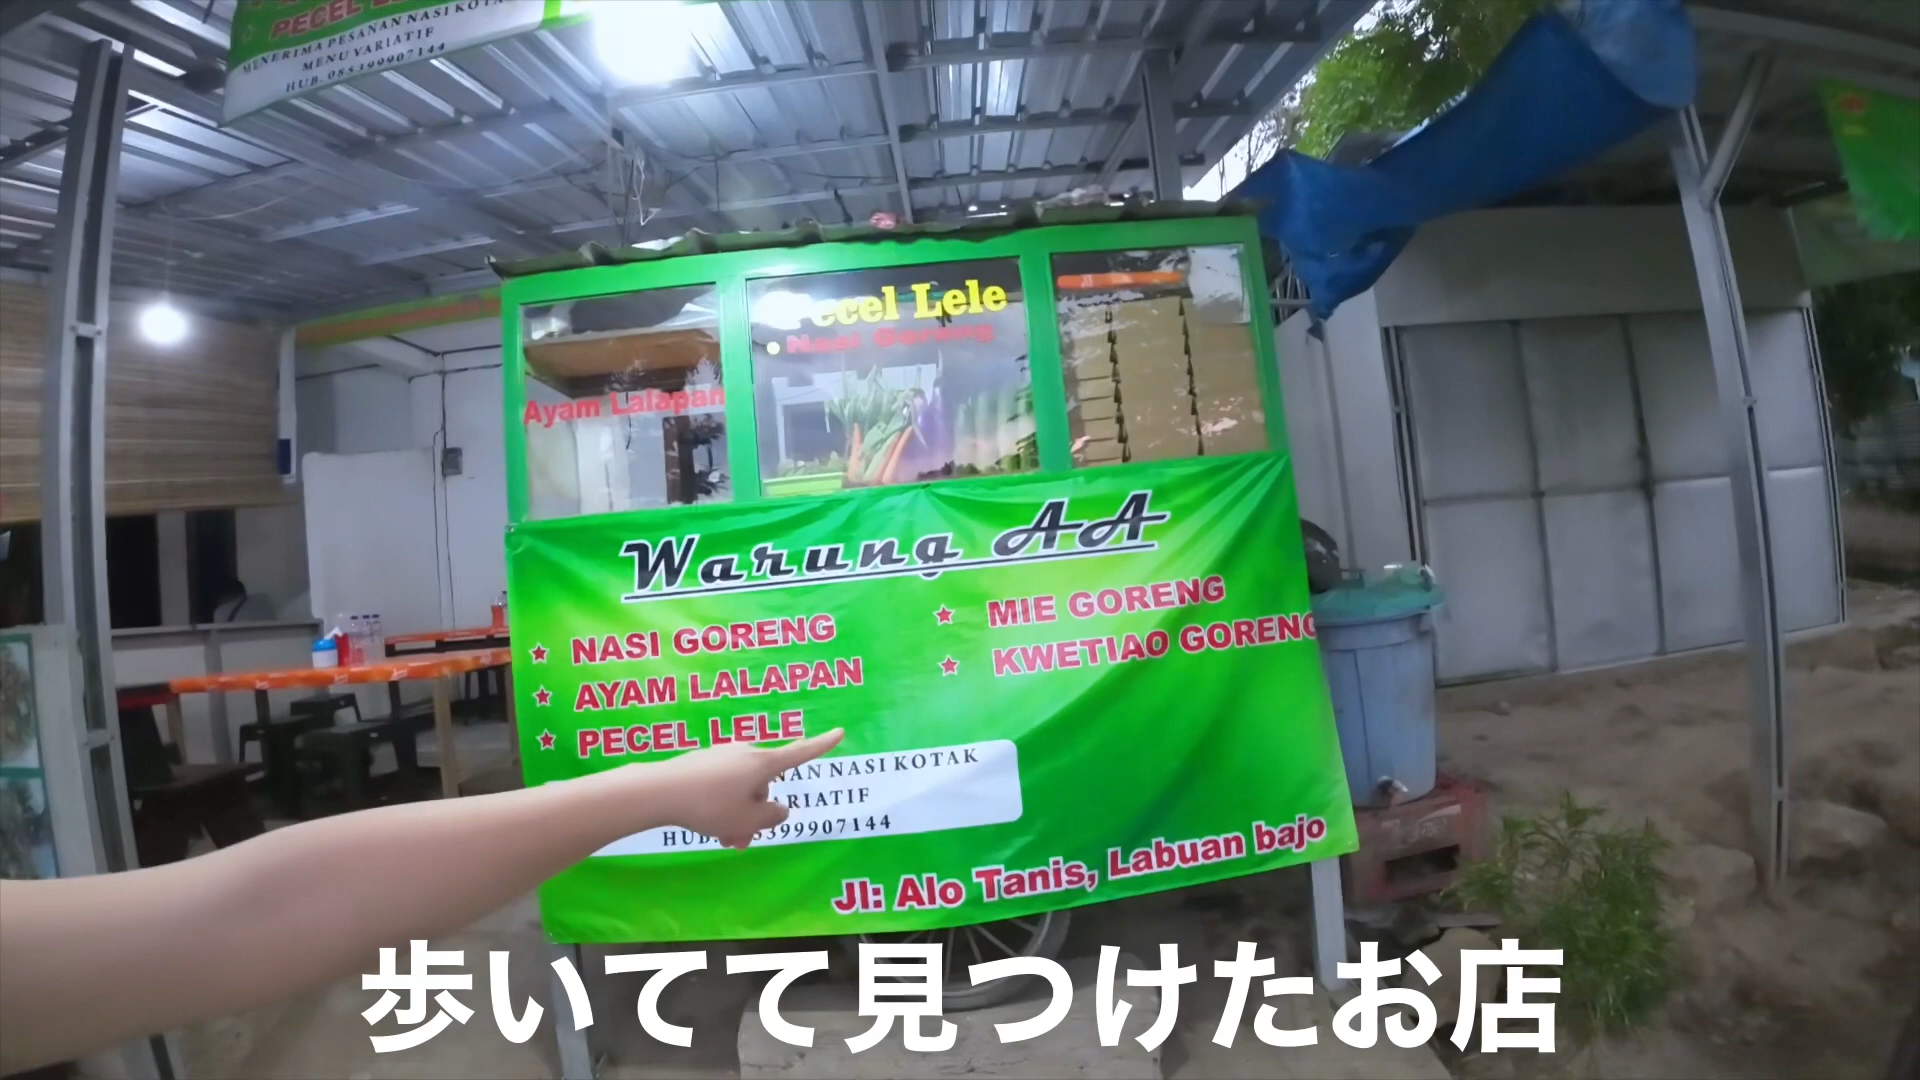 PECEL LE
MENERIMA PESANAN NASI KOTA
MENU VARIATIF
HUB. 085399907144
Pecel Lele
Nasi Goreng
Ayam Lalapan
Warung AA
★ NASI GORENG
★ AYAM LALAPAN
★ PECEL LELE
★ MIE GORENG
★ KWETIAO GORENG
NAN NASI KOTAK
ARIATIF
HUB. 5399907144
Jl: Alo Tanis, Labuan bajo
歩いてて見つけたお店